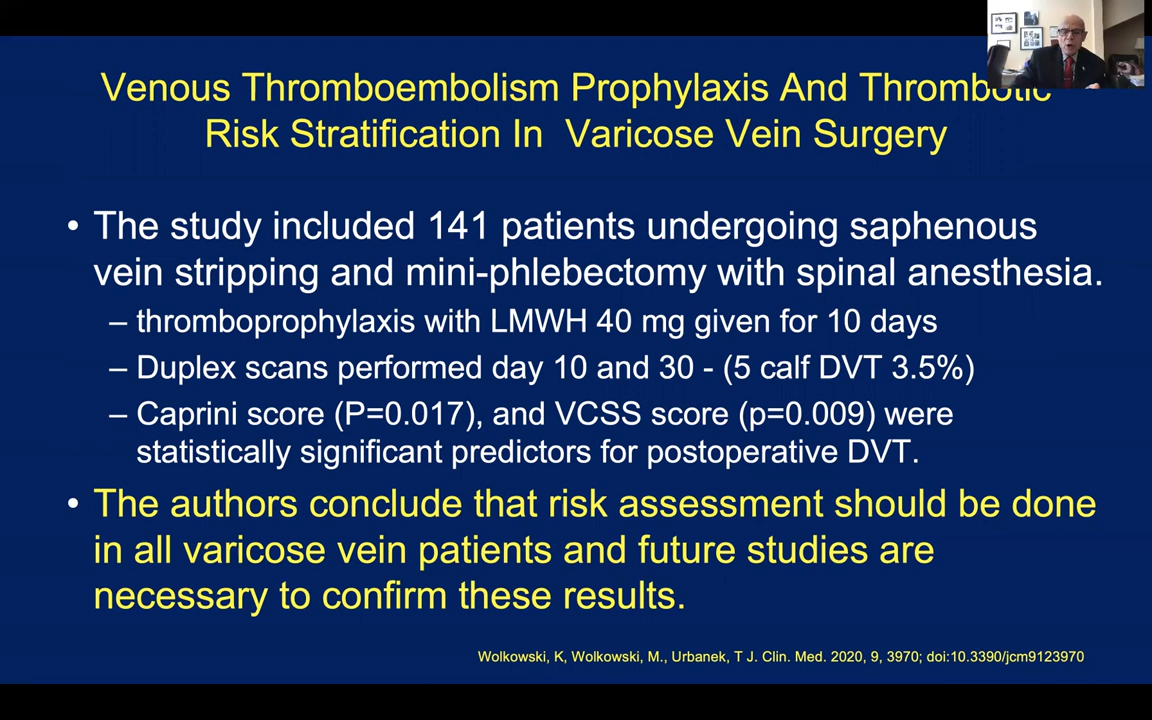 Venous Thromboembolism Prophylaxis And Thrombotic
Risk Stratification In Varicose Vein Surgery
• The study included 141 patients undergoing saphenous
vein stripping and mini-phlebectomy with spinal anesthesia.
– thromboprophylaxis with LMWH 40 mg given for 10 days
– Duplex scans performed day 10 and 30 - (5 calf DVT 3.5%)
– Caprini score (P=0.017), and VCSS score (p=0.009) were
statistically significant predictors for postoperative DVT.
• The authors conclude that risk assessment should be done
in all varicose vein patients and future studies are
necessary to confirm these results.
Wolkowski, K, Wolkowski, M., Urbanek, T J. Clin. Med. 2020, 9, 3970; doi:10.3390/jcm9123970